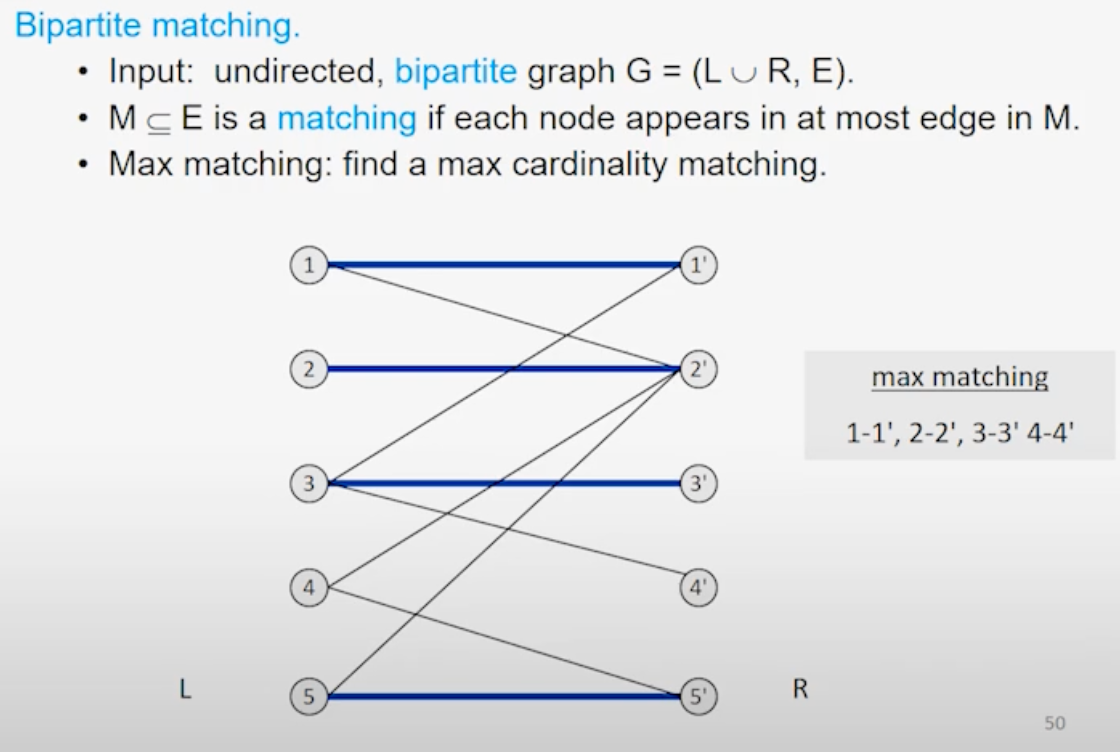 Bipartite matching.
• Input: undirected, bipartite graph G = (L ∪ R, E).
• M ⊆ E is a matching if each node appears in at most edge in M.
• Max matching: find a max cardinality matching.
1
1'
2
2'
max matching
1-1', 2-2', 3-3' 4-4'
3
3'
4
4'
L
5
5'
R
50